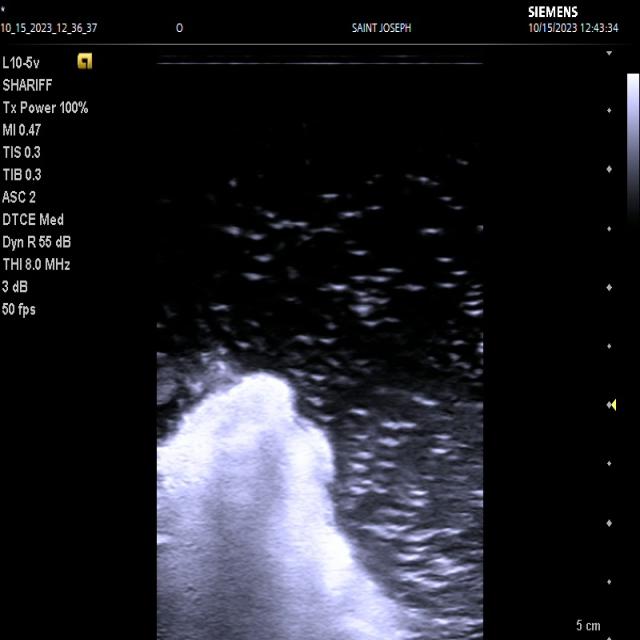 *
SIEMENS
10_15_2023_12_36_37 O SAINT JOSEPH 10/15/2023 12:43:34
L10-5v
SHARIFF
Tx Power 100%
MI 0.47
TIS 0.3
TIB 0.3
ASC 2
DTCE Med
Dyn R 55 dB
THI 8.0 MHz
3 dB
50 fps
5 cm